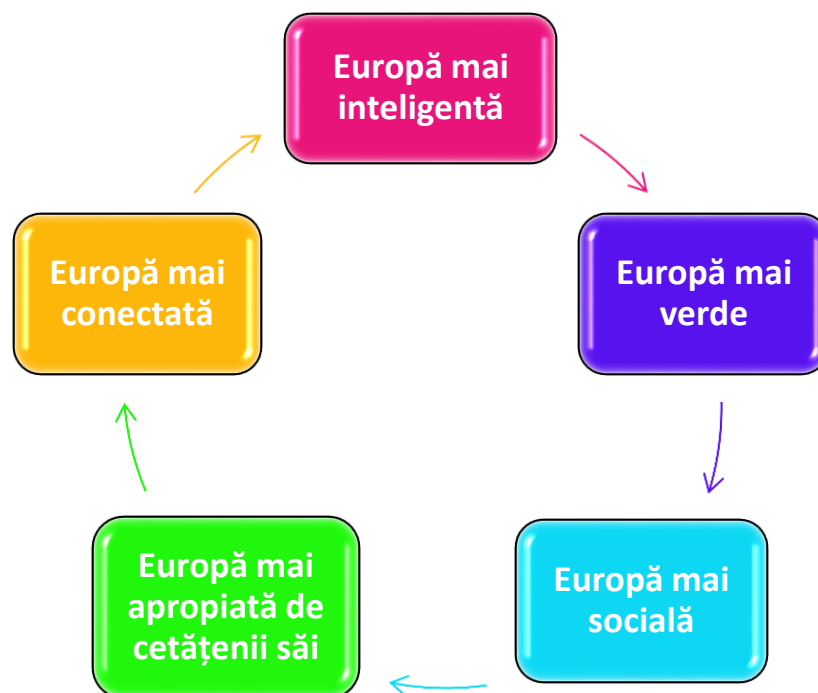 Europă mai
inteligentă
Europă mai
verde
Europă mai
socială
Europă mai
apropiată de
cetățenii săi
Europă mai
conectată